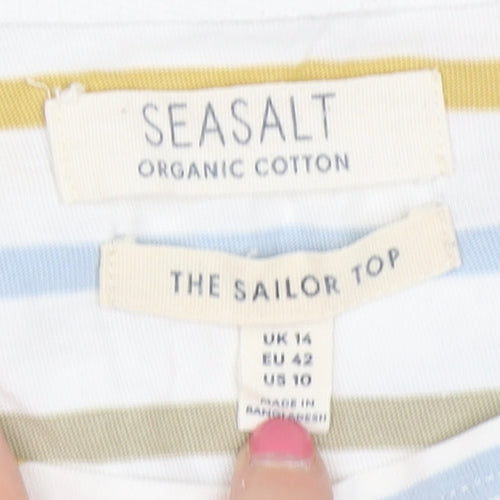 SEASALT
ORGANIC COTTON
THE SAILOR TOP
UK 14
EU 42
US 10
MADE IN
BANGLADESH